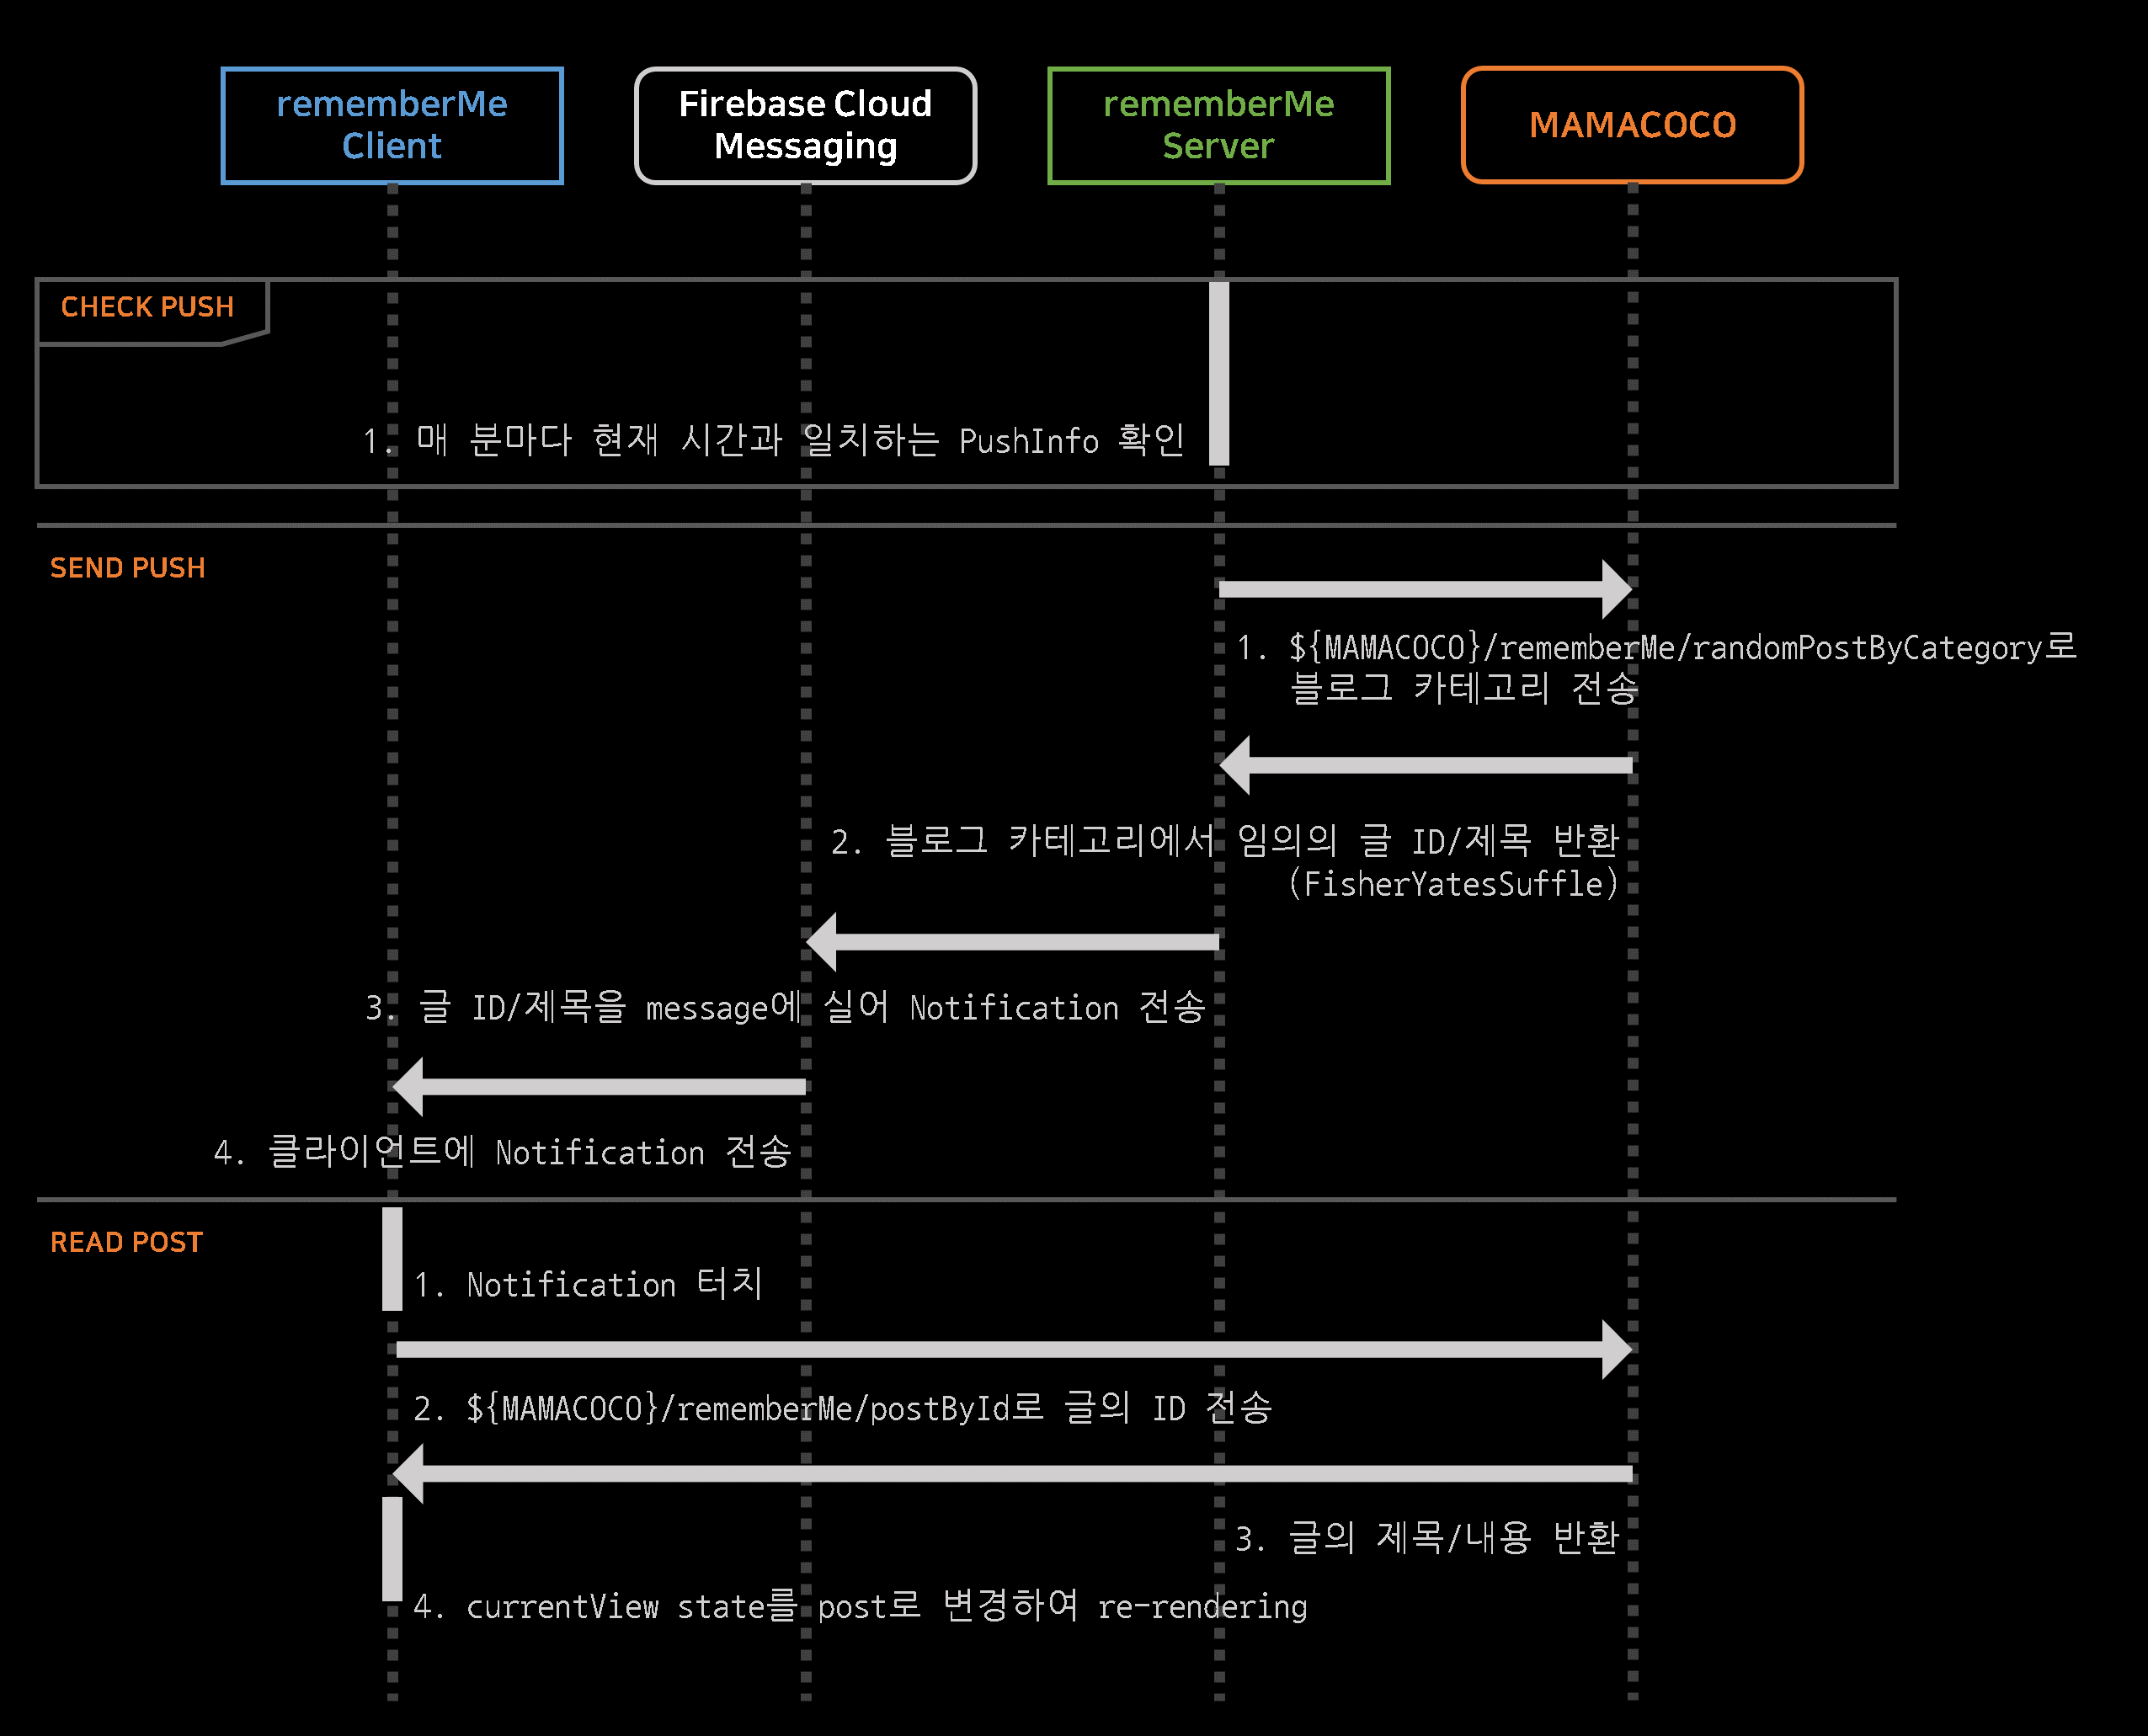 rememberMe
Client
Firebase Cloud
Messaging
rememberMe
Server
MAMACOCO
CHECK PUSH
1. 매 분마다 현재 시간과 일치하는 PushInfo 확인
SEND PUSH
1. ${MAMACOCO}/rememberMe/randomPostByCategory로
블로그 카테고리 전송
2. 블로그 카테고리에서 임의의 글 ID/제목 반환
(FisherYatesSuffle)
3. 글 ID/제목을 message에 실어 Notification 전송
4. 클라이언트에 Notification 전송
READ POST
1. Notification 터치
2. ${MAMACOCO}/rememberMe/postById로 글의 ID 전송
3. 글의 제목/내용 반환
4. currentView state를 post로 변경하여 re-rendering